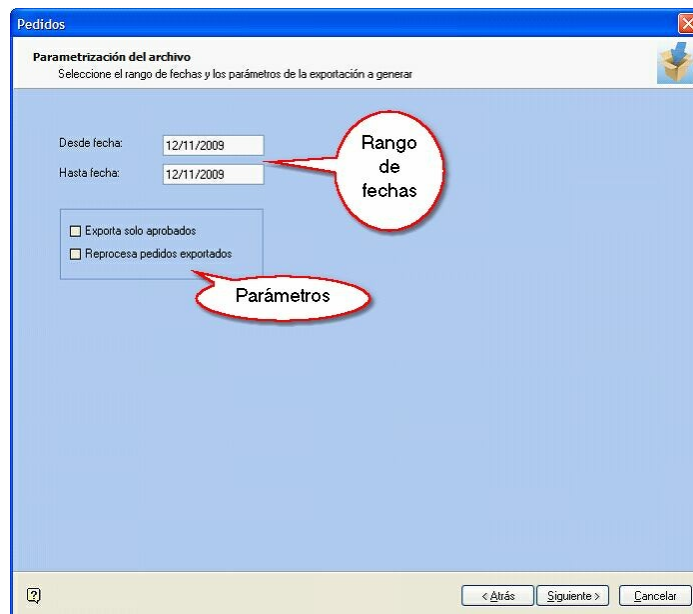 Pedidos
Parametrización del archivo
Seleccione el rango de fechas y los parámetros de la exportación a generar
Desde fecha: 12/11/2009
Hasta fecha: 12/11/2009
Rango
de
fechas
Exporta solo aprobados
Reprocesa pedidos exportados
Parámetros
< Atrás Siguiente > Cancelar